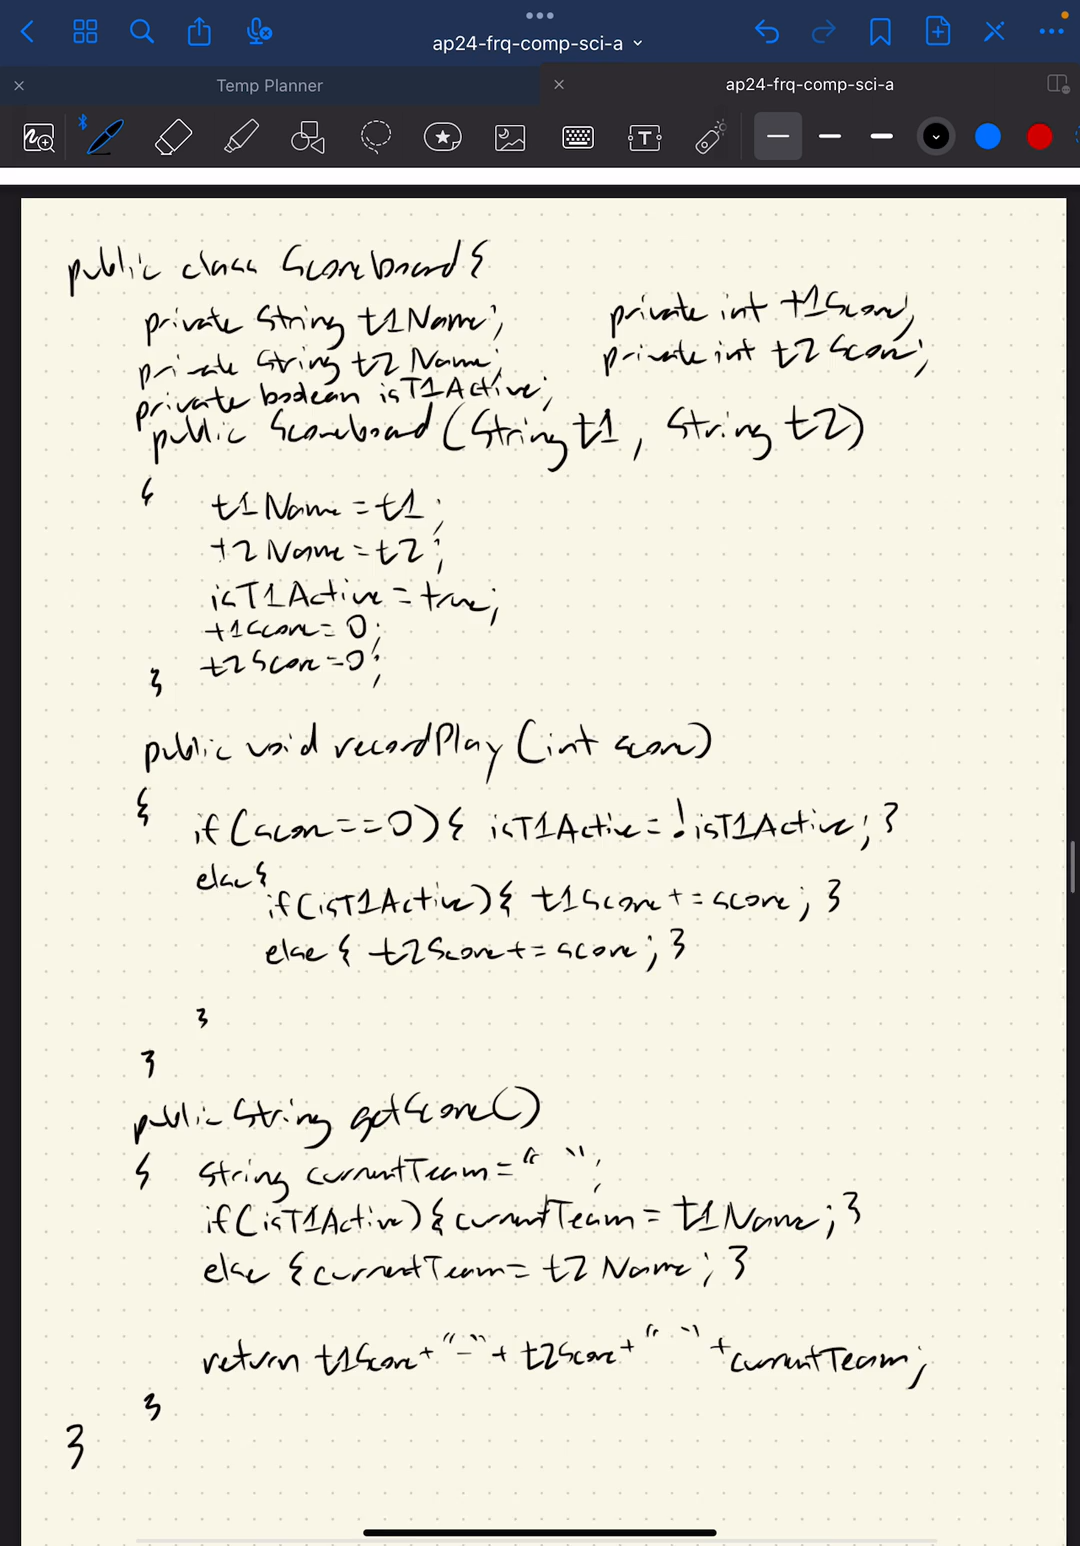 ap24-frq-comp-sci-a
Temp Planner
ap24-frq-comp-sci-a
T
public class Scoreboard {
private String t1Name;
private int t1Score;
private String t2Name;
private int t2Score;
private boolean isT1Active;
public Scoreboard (String t1, String t2)
{
t1Name = t1;
t2Name = t2;
isT1Active = true;
t1Score = 0;
t2Score = 0;
}
public void recordPlay (int score)
{
if (score == 0) { isT1Active = !isT1Active; }
else {
if (isT1Active) { t1Score += score; }
else { t2Score += score; }
}
}
public String getScore()
{ String currentTeam = " ";
if (isT1Active) { currentTeam = t1Name; }
else { currentTeam = t2Name; }
return t1Score + "-" + t2Score + " " + currentTeam;
}
}